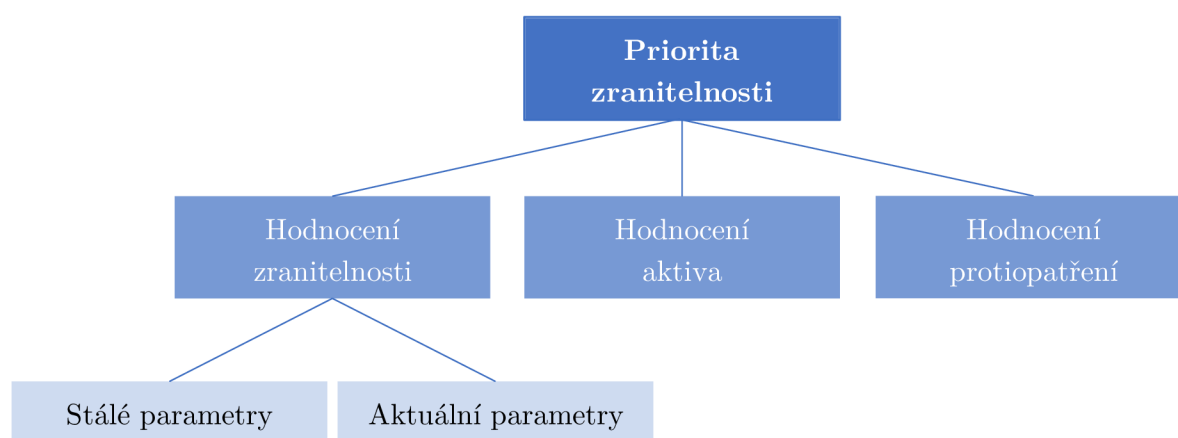 Priorita
zranitelnosti
Hodnocení
zranitelnosti
Hodnocení
aktiva
Hodnocení
protiopatření
Stálé parametry
Aktuální parametry